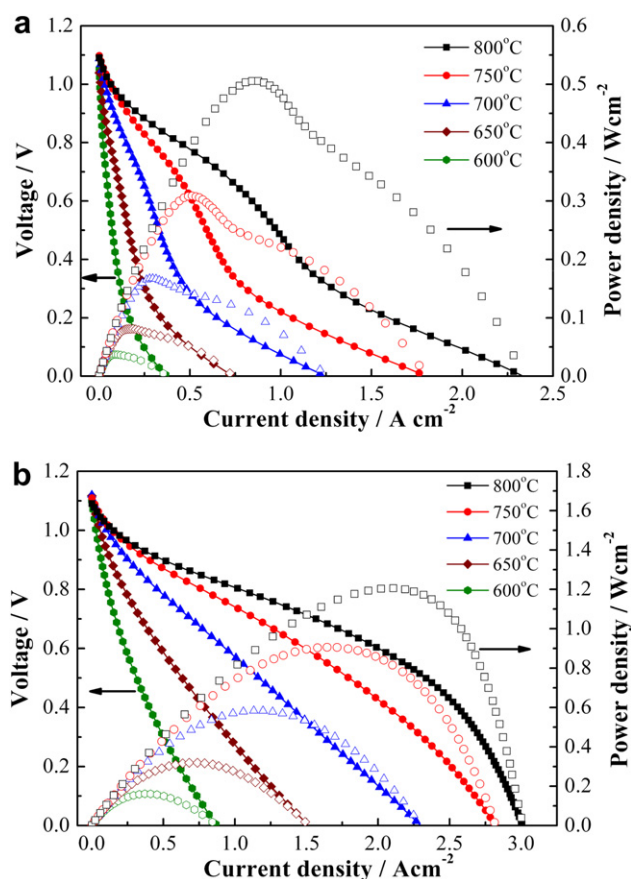 a
1.2
1.0
0.8
0.6
0.4
0.2
0.0
Voltage / V
0.6
0.5
0.4
0.3
0.2
0.1
0.0
Power density / Wcm⁻²
800°C
750°C
700°C
650°C
600°C
0.0 0.5 1.0 1.5 2.0 2.5
Current density / A cm⁻²
b
1.2
1.0
0.8
0.6
0.4
0.2
0.0
Voltage / V
1.8
1.6
1.4
1.2
1.0
0.8
0.6
0.4
0.2
0.0
Power density / Wcm⁻²
800°C
750°C
700°C
650°C
600°C
0.0 0.5 1.0 1.5 2.0 2.5 3.0
Current density / Acm⁻²